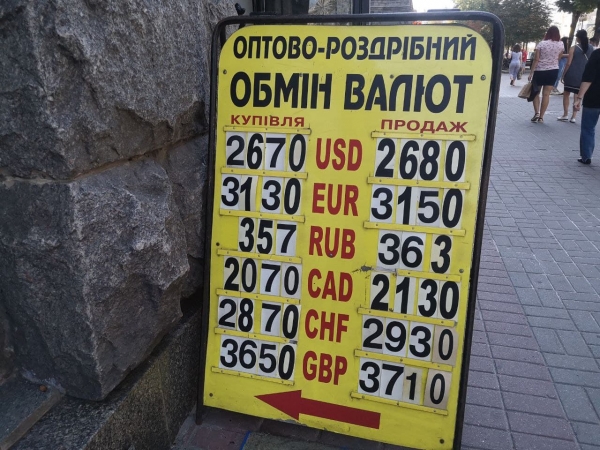 ОПТОВО-РОЗДРІБНИЙ
ОБМІН ВАЛЮТ
КУПІВЛЯ ПРОДАЖ
2670 USD 2680
3130 EUR 3150
357 RUB 363
2070 CAD 2130
2870 CHF 2930
3650 GBP 3710